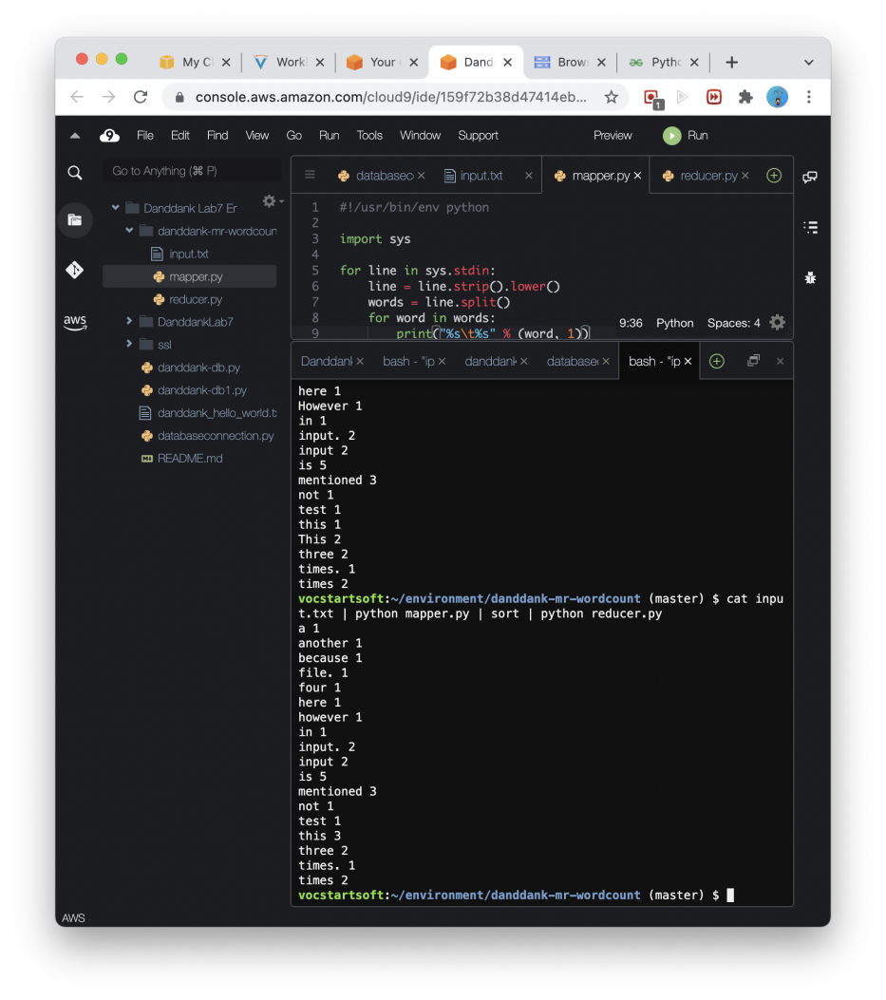 My C
Work
Your
Dand
Brow
Pytho
console.aws.amazon.com/cloud9/ide/159f72b38d47414eb...
1
9 File Edit Find View Go Run Tools Window Support Preview Run
Go to Anything (⌘ P)
Danddank Lab7 Er
danddank-mr-wordcoun
input.txt
mapper.py
reducer.py
DanddankLab7
ssl
danddank-db.py
danddank-db1.py
danddank_hello_world.t
databaseconnection.py
README.md
aws
databasec input.txt mapper.py reducer.py
1 #!/usr/bin/env python
2
3 import sys
4
5 for line in sys.stdin:
6 line = line.strip().lower()
7 words = line.split()
8 for word in words:
9 print("%s\t%s" % (word, 1))
9:36 Python Spaces: 4
Danddank bash - "ip danddank databasec bash - "ip
here 1
However 1
in 1
input. 2
input 2
is 5
mentioned 3
not 1
test 1
this 1
This 2
three 2
times. 1
times 2
vocstartsoft:~/environment/danddank-mr-wordcount (master) $ cat inpu
t.txt | python mapper.py | sort | python reducer.py
a 1
another 1
because 1
file. 1
four 1
here 1
however 1
in 1
input. 2
input 2
is 5
mentioned 3
not 1
test 1
this 3
three 2
times. 1
times 2
vocstartsoft:~/environment/danddank-mr-wordcount (master) $
AWS